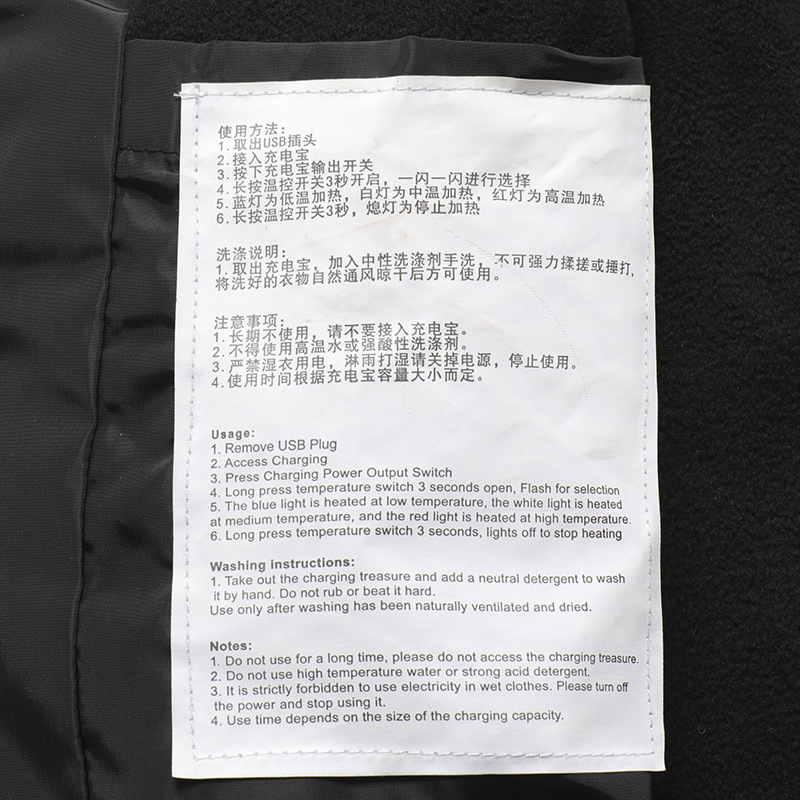 使用方法：
1. 取出USB插头
2. 接入充电宝
3. 按下充电宝输出开关
4. 长按温控开关3秒开启，一闪一闪进行选择
5. 蓝灯为低温加热，白灯为中温加热，红灯为高温加热
6. 长按温控开关3秒，熄灯为停止加热
洗涤说明：
1. 取出充电宝，加入中性洗涤剂手洗，不可强力揉搓或捶打,
将洗好的衣物自然通风晾干后方可使用。
注意事项：
1. 长期不使用，请不要接入充电宝。
2. 不得使用高温水或强酸性洗涤剂。
3. 严禁湿衣用电，淋雨打湿请关掉电源，停止使用。
4. 使用时间根据充电宝容量大小而定。
Usage:
1. Remove USB Plug
2. Access Charging
3. Press Charging Power Output Switch
4. Long press temperature switch 3 seconds open, Flash for selection
5. The blue light is heated at low temperature, the white light is heated
at medium temperature, and the red light is heated at high temperature.
6. Long press temperature switch 3 seconds, lights off to stop heating
Washing instructions:
1. Take out the charging treasure and add a neutral detergent to wash
it by hand. Do not rub or beat it hard.
Use only after washing has been naturally ventilated and dried.
Notes:
1. Do not use for a long time, please do not access the charging treasure.
2. Do not use high temperature water or strong acid detergent.
3. It is strictly forbidden to use electricity in wet clothes. Please turn off
the power and stop using it.
4. Use time depends on the size of the charging capacity.